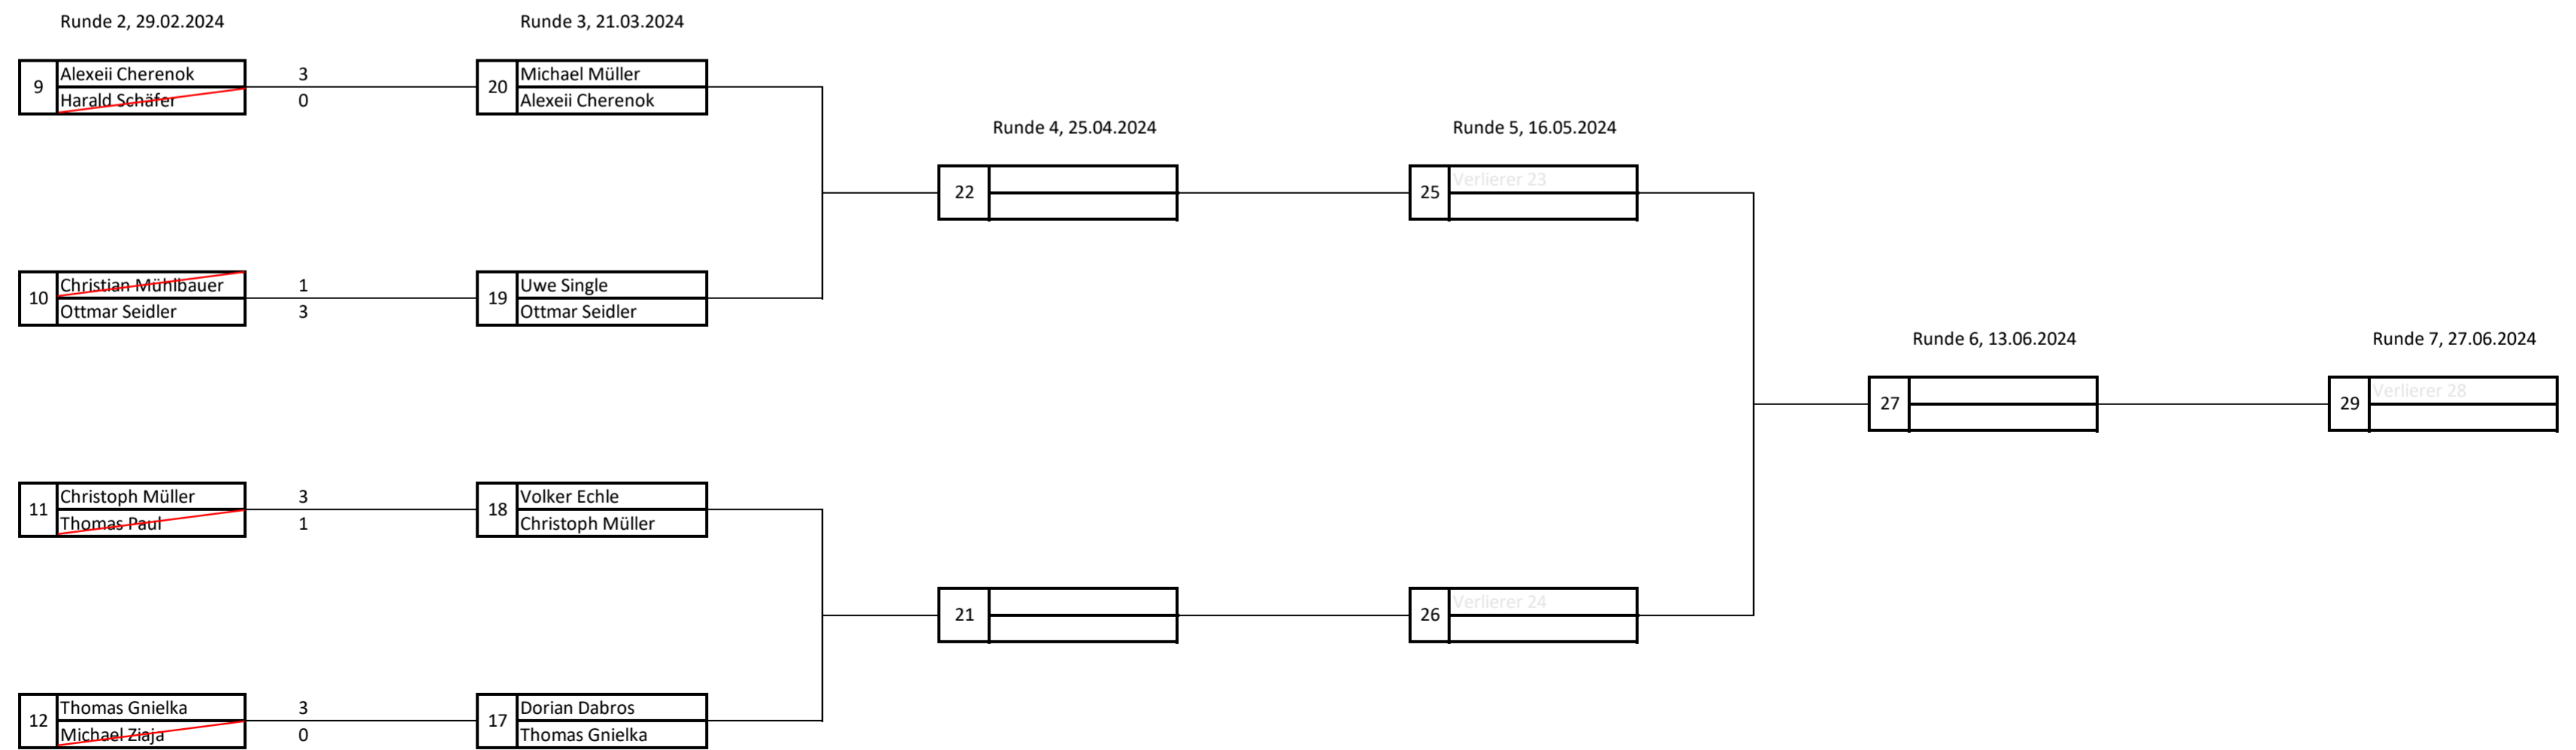 Runde 2, 29.02.2024
Runde 3, 21.03.2024
9
Alexeii Cherenok
Harald Schäfer
3
0
20
Michael Müller
Alexeii Cherenok
Runde 4, 25.04.2024
Runde 5, 16.05.2024
22
25
Verlierer 23
10
Christian Mühlbauer
Ottmar Seidler
1
3
19
Uwe Single
Ottmar Seidler
Runde 6, 13.06.2024
Runde 7, 27.06.2024
27
29
Verlierer 28
11
Christoph Müller
Thomas Paul
3
1
18
Volker Echle
Christoph Müller
21
26
Verlierer 24
12
Thomas Gnielka
Michael Ziaja
3
0
17
Dorian Dabros
Thomas Gnielka